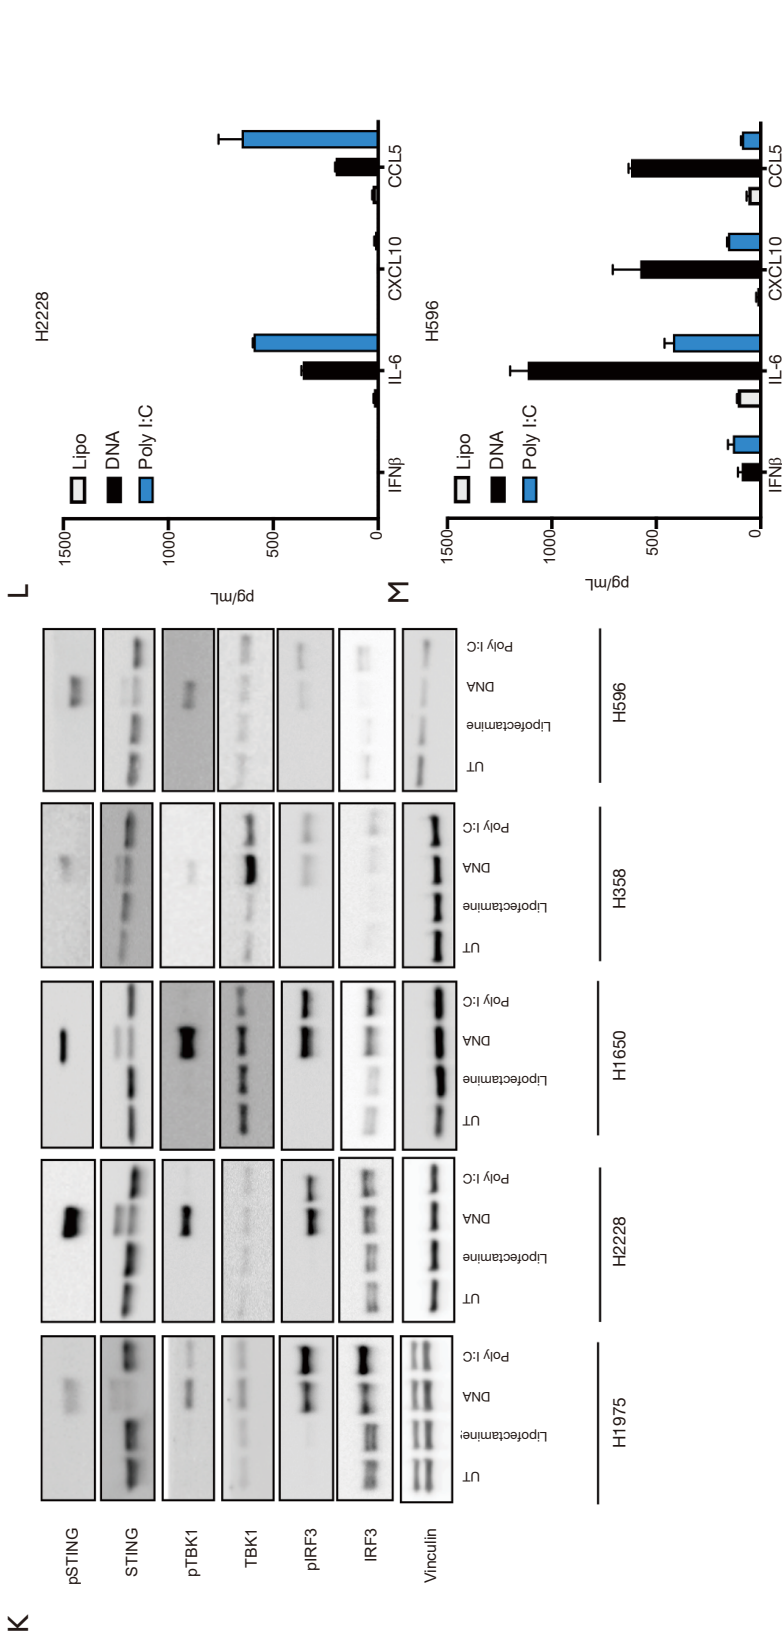 K
pSTING
STING
pTBK1
TBK1
pIRF3
IRF3
Vinculin
UT
Lipofectamine
DNA
Poly I:C
UT
Lipofectamine
DNA
Poly I:C
UT
Lipofectamine
DNA
Poly I:C
UT
Lipofectamine
DNA
Poly I:C
UT
Lipofectamine
DNA
Poly I:C
H1975
H2228
H1650
H358
H596
L
H2228
1500
1000
500
0
pg/mL
Lipo
DNA
Poly I:C
IFNβ
IL-6
CXCL10
CCL5
M
H596
1500
1000
500
0
pg/mL
Lipo
DNA
Poly I:C
IFNβ
IL-6
CXCL10
CCL5